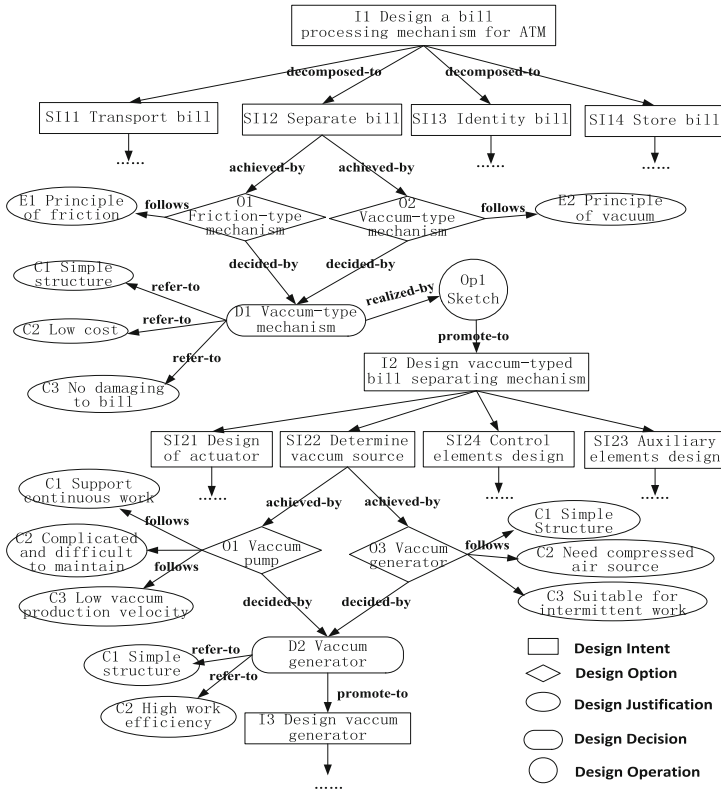 I1 Design a bill
processing mechanism for ATM
decomposed-to
decomposed-to
SI11 Transport bill
SI12 Separate bill
SI13 Identity bill
SI14 Store bill
......
......
......
achieved-by
achieved-by
E1 Principle
of friction
follows
O1
Friction-type
mechanism
O2
Vaccum-type
mechanism
follows
E2 Principle
of vacuum
decided-by
decided-by
C1 Simple
structure
refer-to
C2 Low cost
refer-to
D1 Vaccum-type
mechanism
realized-by
Op1
Sketch
refer-to
C3 No damaging
to bill
promote-to
I2 Design vaccum-typed
bill separating mechanism
SI21 Design
of actuator
SI22 Determine
vaccum source
SI24 Control
elements design
SI23 Auxiliary
elements design
......
......
......
C1 Support
continuous work
achieved-by
achieved-by
follows
C2 Complicated
and difficult
to maintain
O1 Vaccum
pump
O3 Vaccum
generator
follows
C1 Simple
Structure
C2 Need compressed
air source
follows
C3 Low vaccum
production velocity
C3 Suitable for
intermittent work
decided-by
decided-by
C1 Simple
structure
refer-to
D2 Vaccum
generator
refer-to
C2 High work
efficiency
promote-to
I3 Design vaccum
generator
......
Design Intent
Design Option
Design Justification
Design Decision
Design Operation